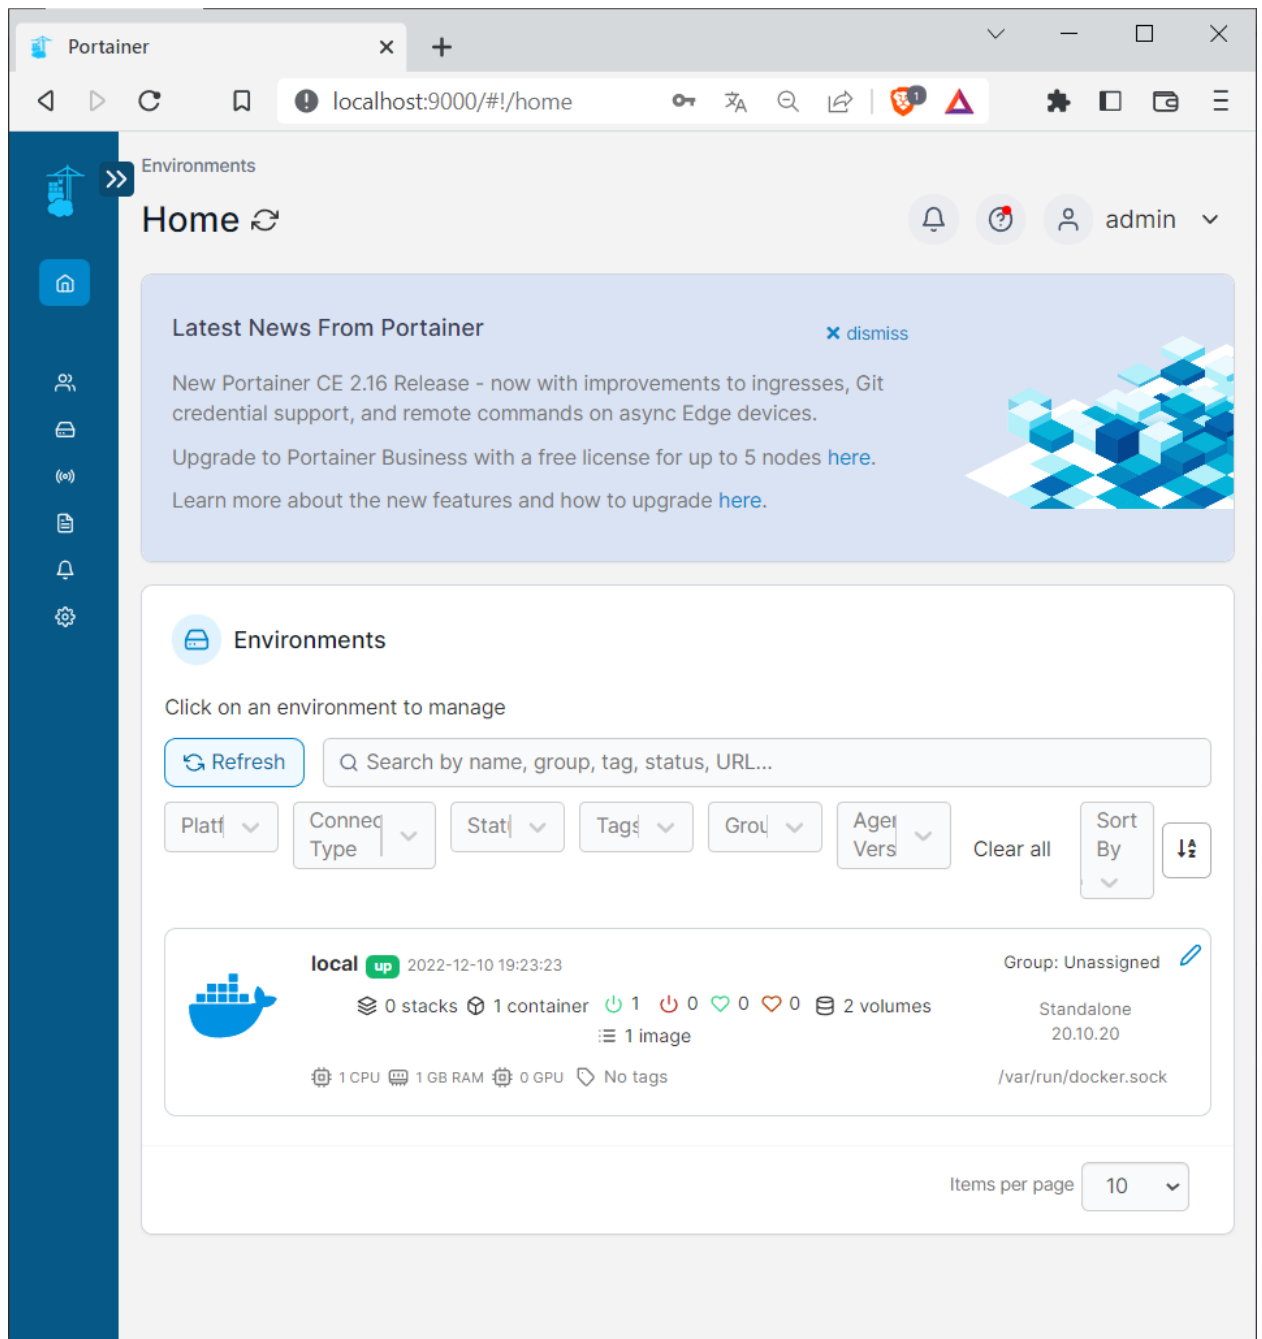 Portainer
localhost:9000/#!/home
1
Environments
Home
admin
Latest News From Portainer
dismiss
New Portainer CE 2.16 Release - now with improvements to ingresses, Git
credential support, and remote commands on async Edge devices.
Upgrade to Portainer Business with a free license for up to 5 nodes here.
Learn more about the new features and how to upgrade here.
Environments
Click on an environment to manage
Refresh
Search by name, group, tag, status, URL...
Connec
Type
Tags
Vers
Clear all
Sort
By
local up 2022-12-10 19:23:23
Group: Unassigned
0 stacks 1 container 1 0 0 0 2 volumes
1 image
Standalone
20.10.20
1 CPU 1 GB RAM 0 GPU No tags
/var/run/docker.sock
Items per page 10